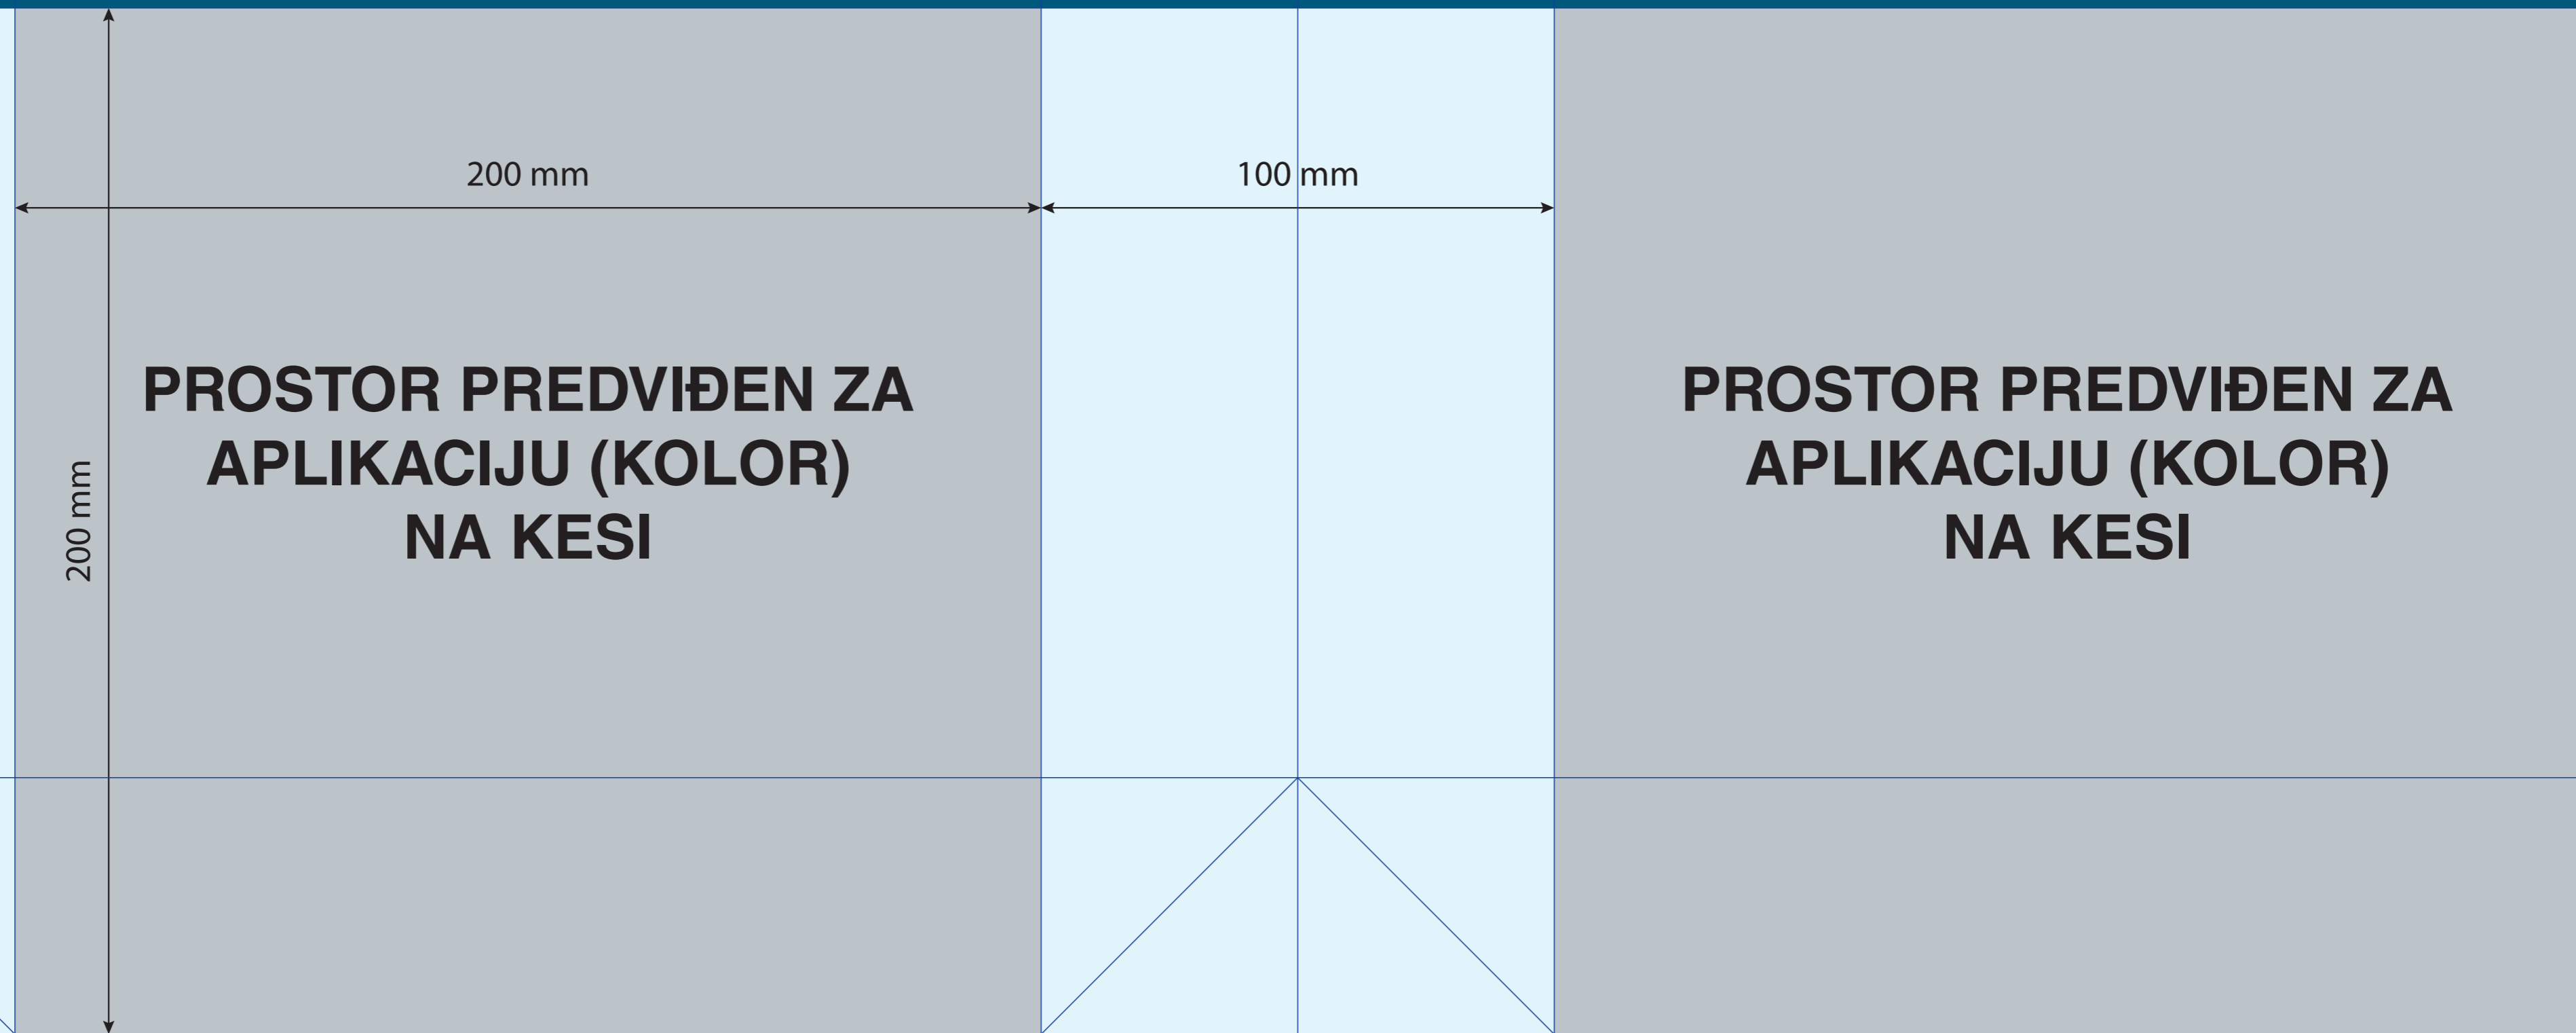 200 mm
100 mm
PROSTOR PREDVIĐEN ZA
APLIKACIJU (KOLOR)
NA KESI
200 mm
PROSTOR PREDVIĐEN ZA
APLIKACIJU (KOLOR)
NA KESI